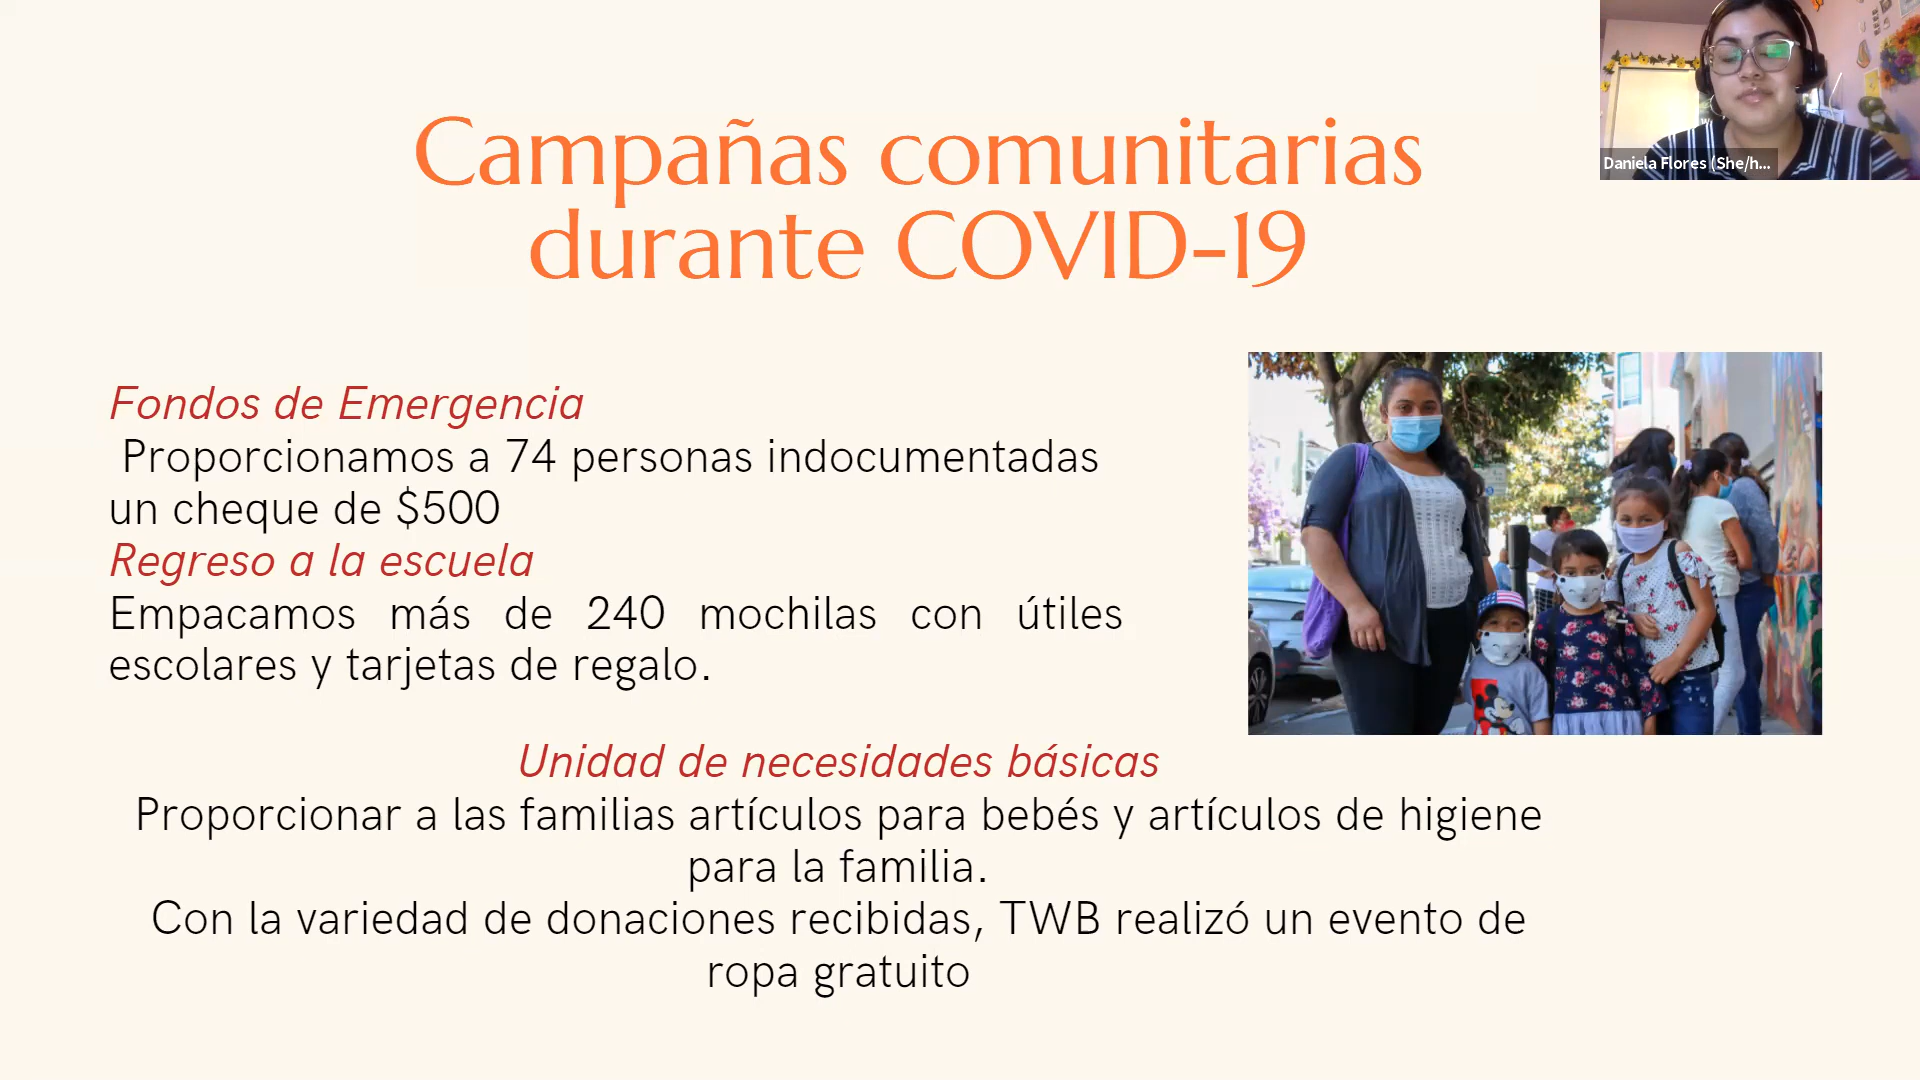 Campañas comunitarias
durante COVID-19
Daniela Flores (She/h...
Fondos de Emergencia
Proporcionamos a 74 personas indocumentadas
un cheque de $500
Regreso a la escuela
Empacamos más de 240 mochilas con útiles
escolares y tarjetas de regalo.
Unidad de necesidades básicas
Proporcionar a las familias artículos para bebés y artículos de higiene
para la familia.
Con la variedad de donaciones recibidas, TWB realizó un evento de
ropa gratuito